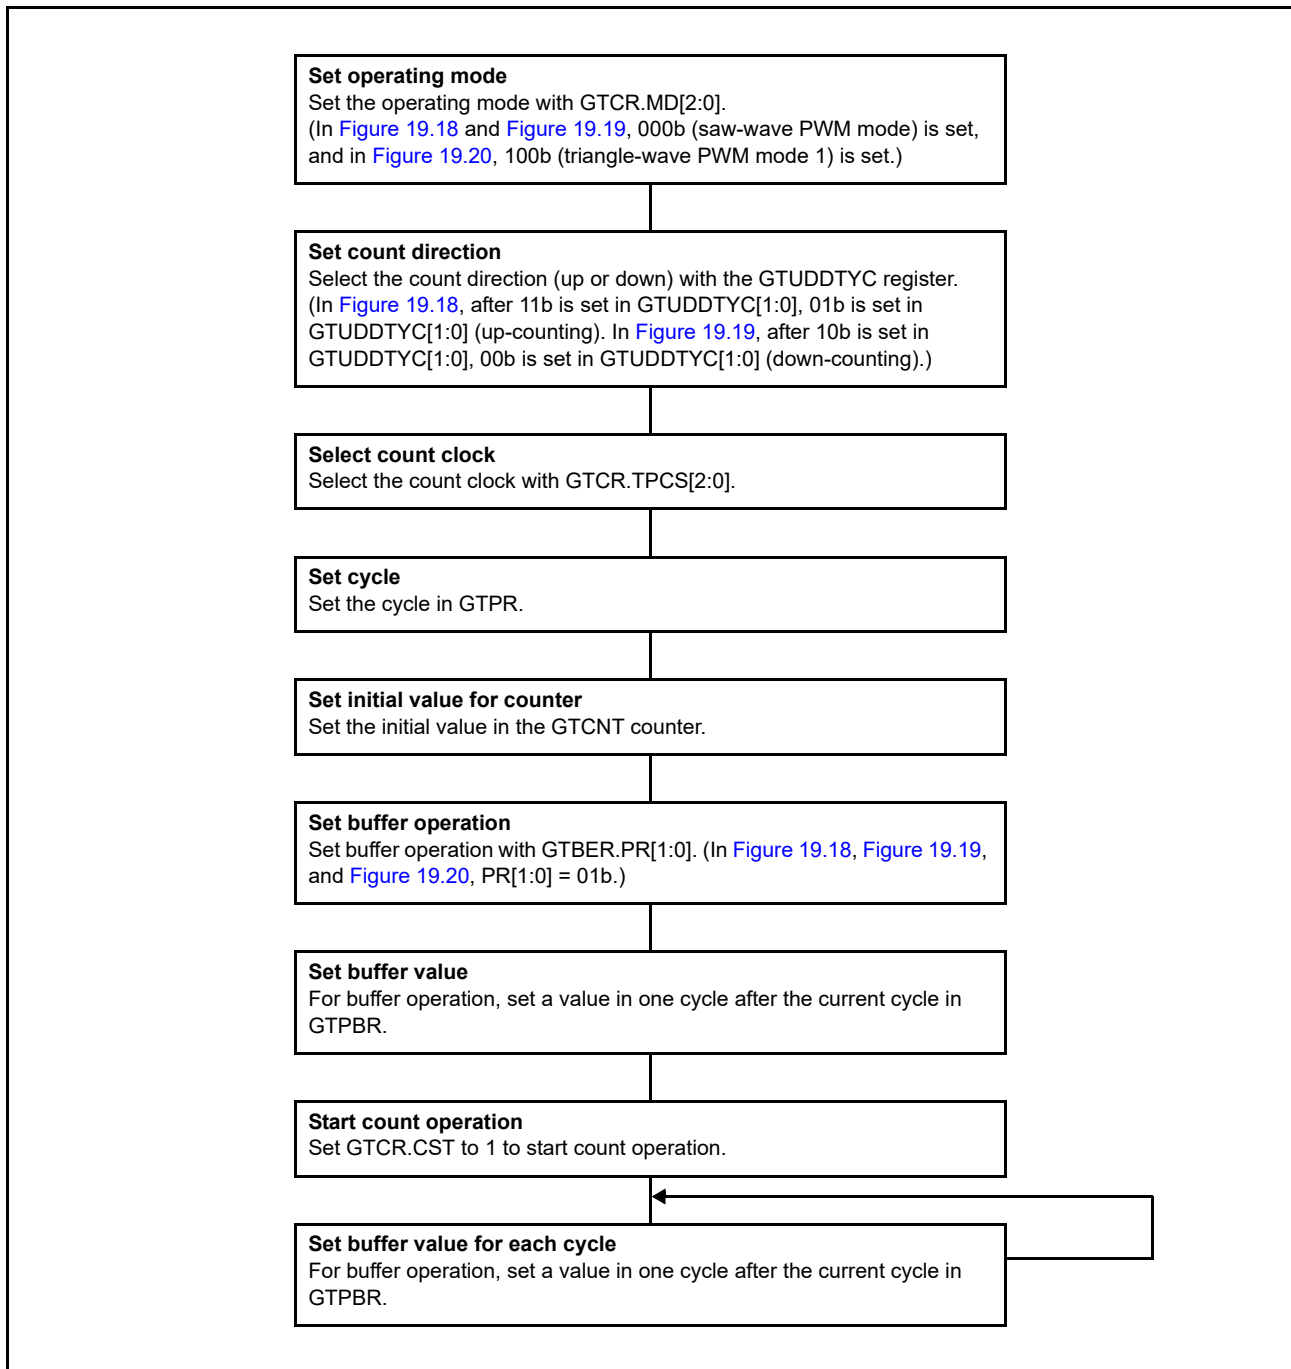 Set operating mode
Set the operating mode with GTCR.MD[2:0].
(In Figure 19.18 and Figure 19.19, 000b (saw-wave PWM mode) is set,
and in Figure 19.20, 100b (triangle-wave PWM mode 1) is set.)
Set count direction
Select the count direction (up or down) with the GTUDDTYC register.
(In Figure 19.18, after 11b is set in GTUDDTYC[1:0], 01b is set in
GTUDDTYC[1:0] (up-counting). In Figure 19.19, after 10b is set in
GTUDDTYC[1:0], 00b is set in GTUDDTYC[1:0] (down-counting).)
Select count clock
Select the count clock with GTCR.TPCS[2:0].
Set cycle
Set the cycle in GTPR.
Set initial value for counter
Set the initial value in the GTCNT counter.
Set buffer operation
Set buffer operation with GTBER.PR[1:0]. (In Figure 19.18, Figure 19.19,
and Figure 19.20, PR[1:0] = 01b.)
Set buffer value
For buffer operation, set a value in one cycle after the current cycle in
GTPBR.
Start count operation
Set GTCR.CST to 1 to start count operation.
Set buffer value for each cycle
For buffer operation, set a value in one cycle after the current cycle in
GTPBR.